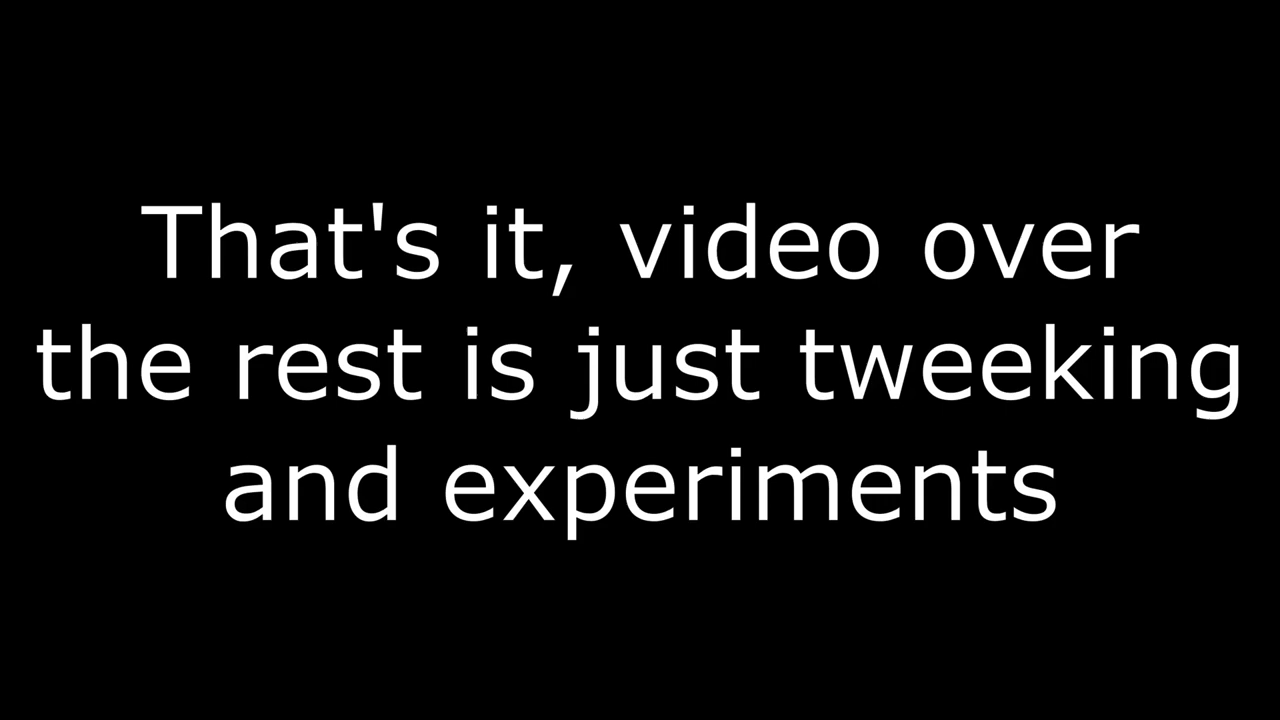 That's it, video over
the rest is just tweeking
and experiments